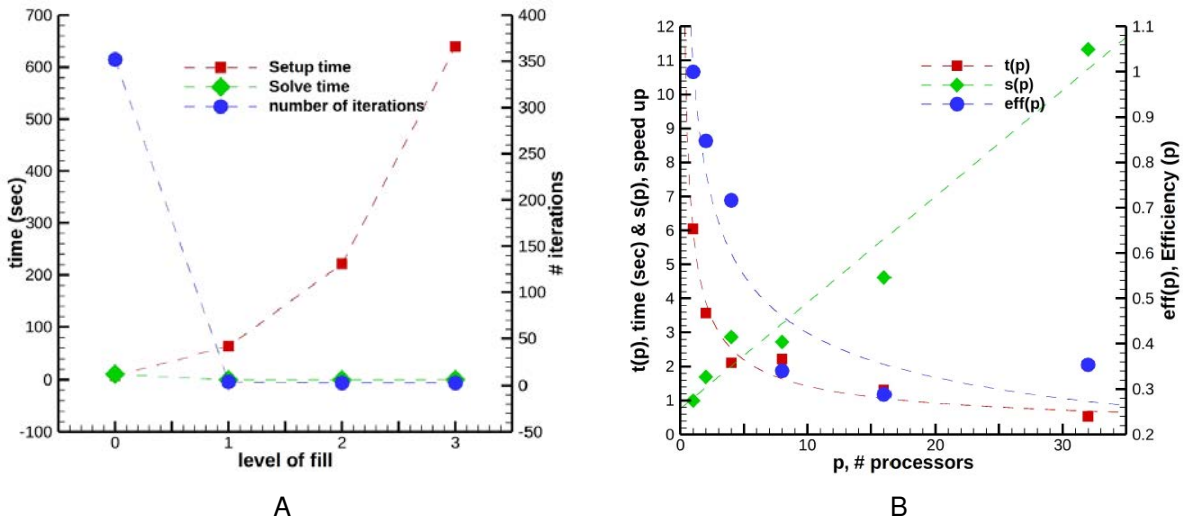 700
600
500
400
300
200
100
0
-100
time (sec)
400
350
300
250
200
150
100
50
0
-50
# iterations
Setup time
Solve time
number of iterations
0 1 2 3
level of fill
A
12
11
10
9
8
7
6
5
4
3
2
1
0
t(p), time (sec) & s(p), speed up
1.1
1
0.9
0.8
0.7
0.6
0.5
0.4
0.3
0.2
eff(p), Efficiency (p)
t(p)
s(p)
eff(p)
0 10 20 30
p, # processors
B